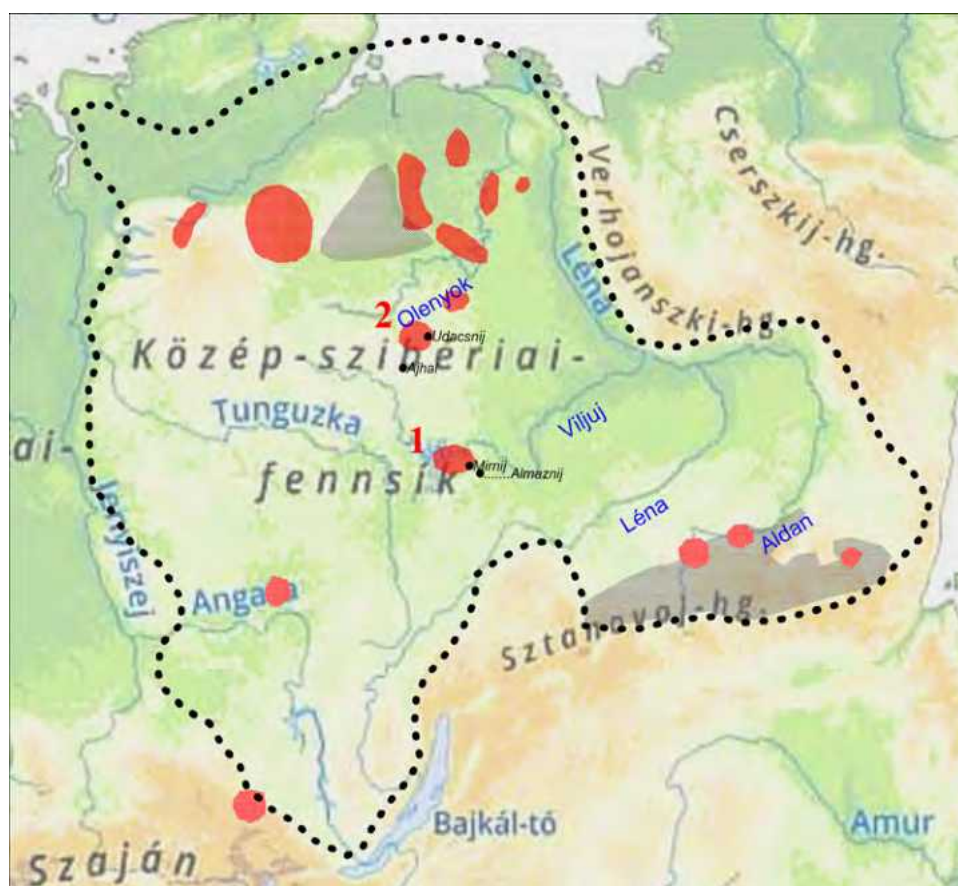 Cserszkij-hg.
Verhojanszki-hg.
Léna
2
Olenyok
Udacsnij
Közép-szibériai-
Ajhal
Tunguzka
Viljuj
ai-
1
Mirnij
fennsík
Almaznij
Jenyiszej
Léna
Aldan
Angara
Sztanovoj-hg.
Bajkál-tó
Amur
Szaján